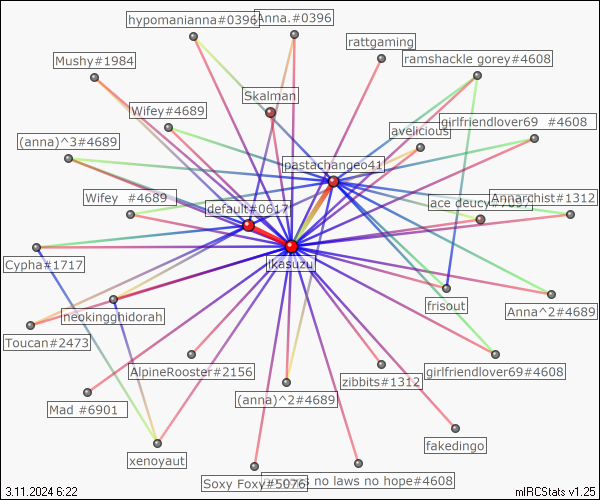 hypomanianna#0396
Anna.#0396
rattgaming
Mushy#1984
ramshackle gorey#4608
Skalman
Wifey#4689
girlfriendlover69 #4608
avelicious
(anna)^3#4689
pastachangeo41
Wifey #4689
default#0617
ace deucy
Annarchist#1312
ikasuzu
Cypha#1717
neokingghidorah
frisout
Anna^2#4689
Toucan#2473
AlpineRooster#2156
zibbits#1312
girlfriendlover69#4608
Mad #6901
(anna)^2#4689
fakedingo
xenoyaut
Soxy Foxy#5076
no laws no hope#4608
3.11.2024 6:22
mIRCStats v1.25